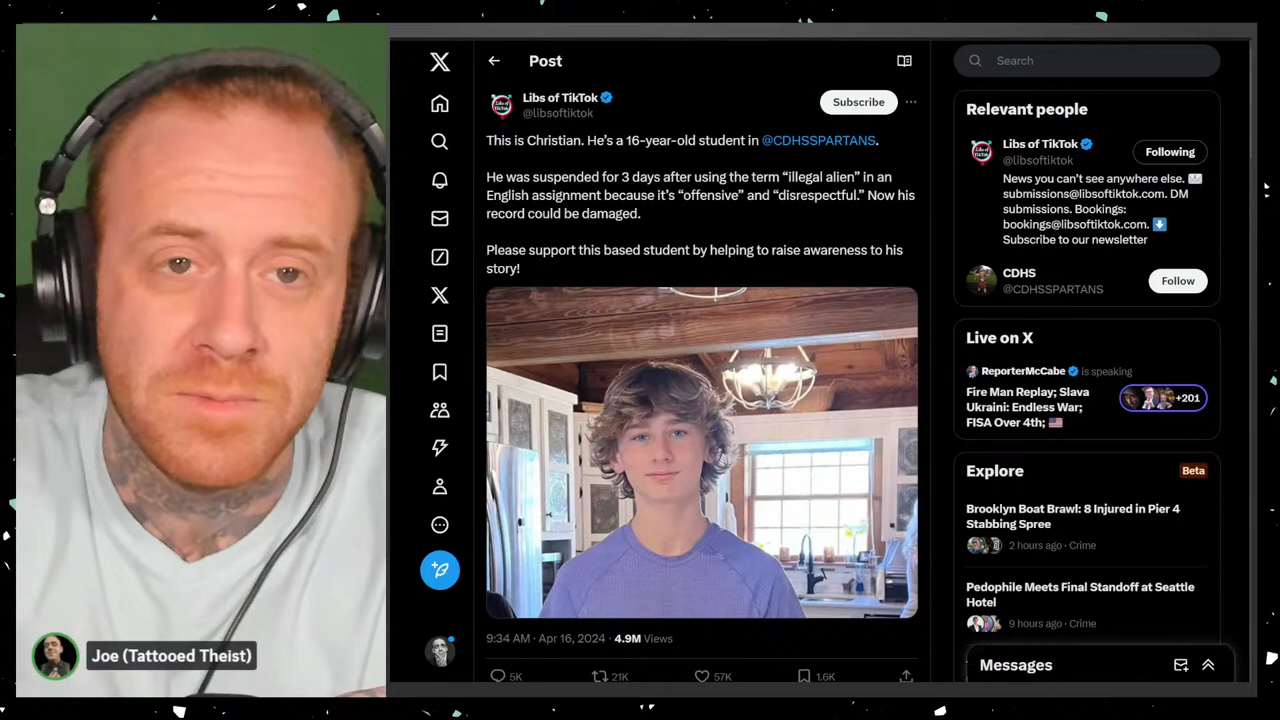 Post
Libs of TikTok
@libsoftiktok
Subscribe
This is Christian. He's a 16-year-old student in @CDHSSPARTANS.
He was suspended for 3 days after using the term “illegal alien” in an
English assignment because it's “offensive” and “disrespectful.” Now his
record could be damaged.
Please support this based student by helping to raise awareness to his
story!
9:34 AM · Apr 16, 2024 · 4.9M Views
5K
21K
57K
1.6K
Search
Relevant people
Libs of TikTok
@libsoftiktok
Following
News you can't see anywhere else.
submissions@libsoftiktok.com. DM
submissions. Bookings:
bookings@libsoftiktok.com.
Subscribe to our newsletter
CDHS
@CDHSSPARTANS
Follow
Live on X
ReporterMcCabe is speaking
Fire Man Replay; Slava
Ukraini: Endless War;
FISA Over 4th;
+201
Explore
Beta
Brooklyn Boat Brawl: 8 Injured in Pier 4
Stabbing Spree
2 hours ago · Crime
Pedophile Meets Final Standoff at Seattle
Hotel
9 hours ago · Crime
Messages
Joe (Tattooed Theist)